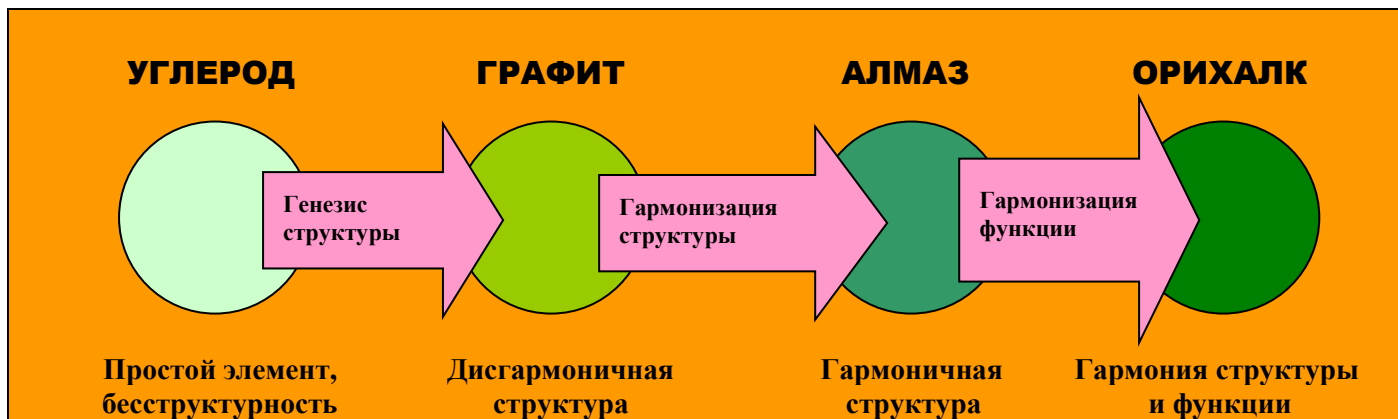 УГЛЕРОД
ГРАФИТ
АЛМАЗ
ОРИХАЛК
Генезис
структуры
Гармонизация
структуры
Гармонизация
функции
Простой элемент,
бесструктурность
Дисгармоничная
структура
Гармоничная
структура
Гармония структуры
и функции